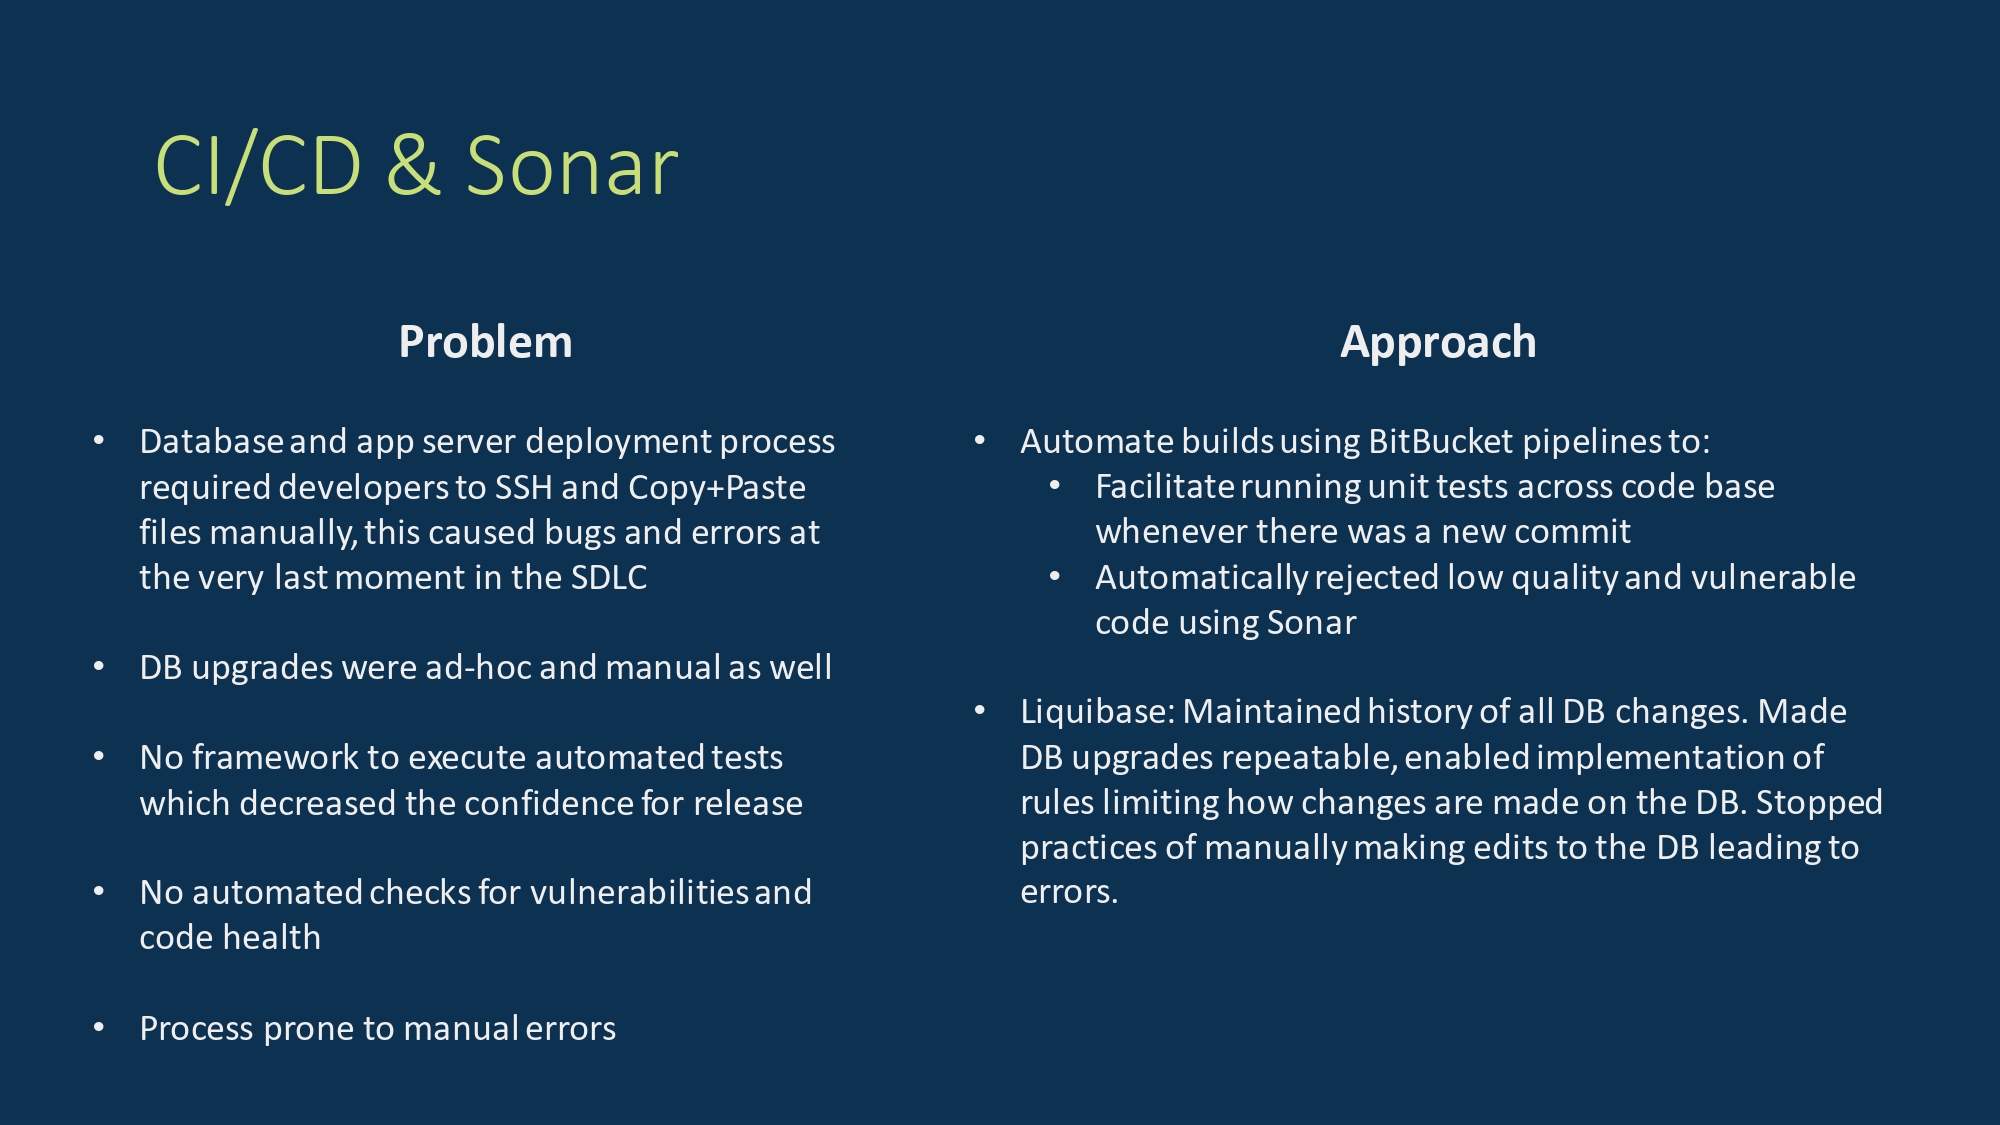 CI/CD & Sonar
Problem
• Database and app server deployment process
required developers to SSH and Copy+Paste
files manually, this caused bugs and errors at
the very last moment in the SDLC
• DB upgrades were ad-hoc and manual as well
• No framework to execute automated tests
which decreased the confidence for release
• No automated checks for vulnerabilities and
code health
• Process prone to manual errors
Approach
• Automate builds using BitBucket pipelines to:
• Facilitate running unit tests across code base
whenever there was a new commit
• Automatically rejected low quality and vulnerable
code using Sonar
• Liquibase: Maintained history of all DB changes. Made
DB upgrades repeatable, enabled implementation of
rules limiting how changes are made on the DB. Stopped
practices of manually making edits to the DB leading to
errors.